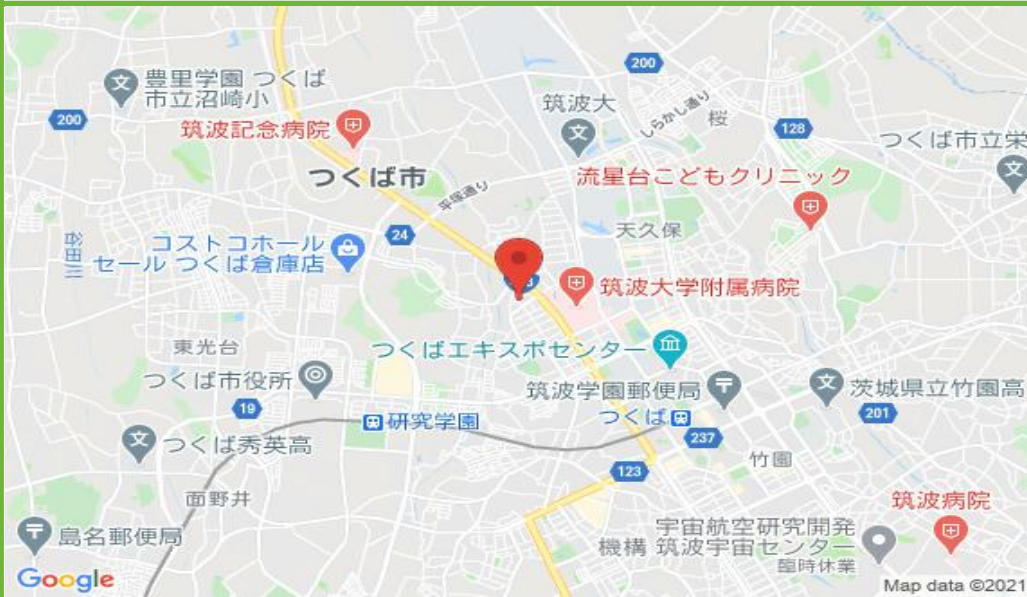 200
豊里学園 つくば
市立沼崎小
筑波大
しらかし通り
桜
200
128
つくば市立栄
筑波記念病院
つくば市
流星台こどもクリニック
平塚通り
谷田川
コストコホール
セール つくば倉庫店
24
天久保
筑波大学附属病院
東光台
つくばエキスポセンター
つくば市役所
筑波学園郵便局
茨城県立竹園高
19
研究学園
つくば
201
つくば秀英高
237
竹園
123
面野井
筑波病院
島名郵便局
宇宙航空研究開発
機構 筑波宇宙センター
臨時休業
Google
Map data ©2021